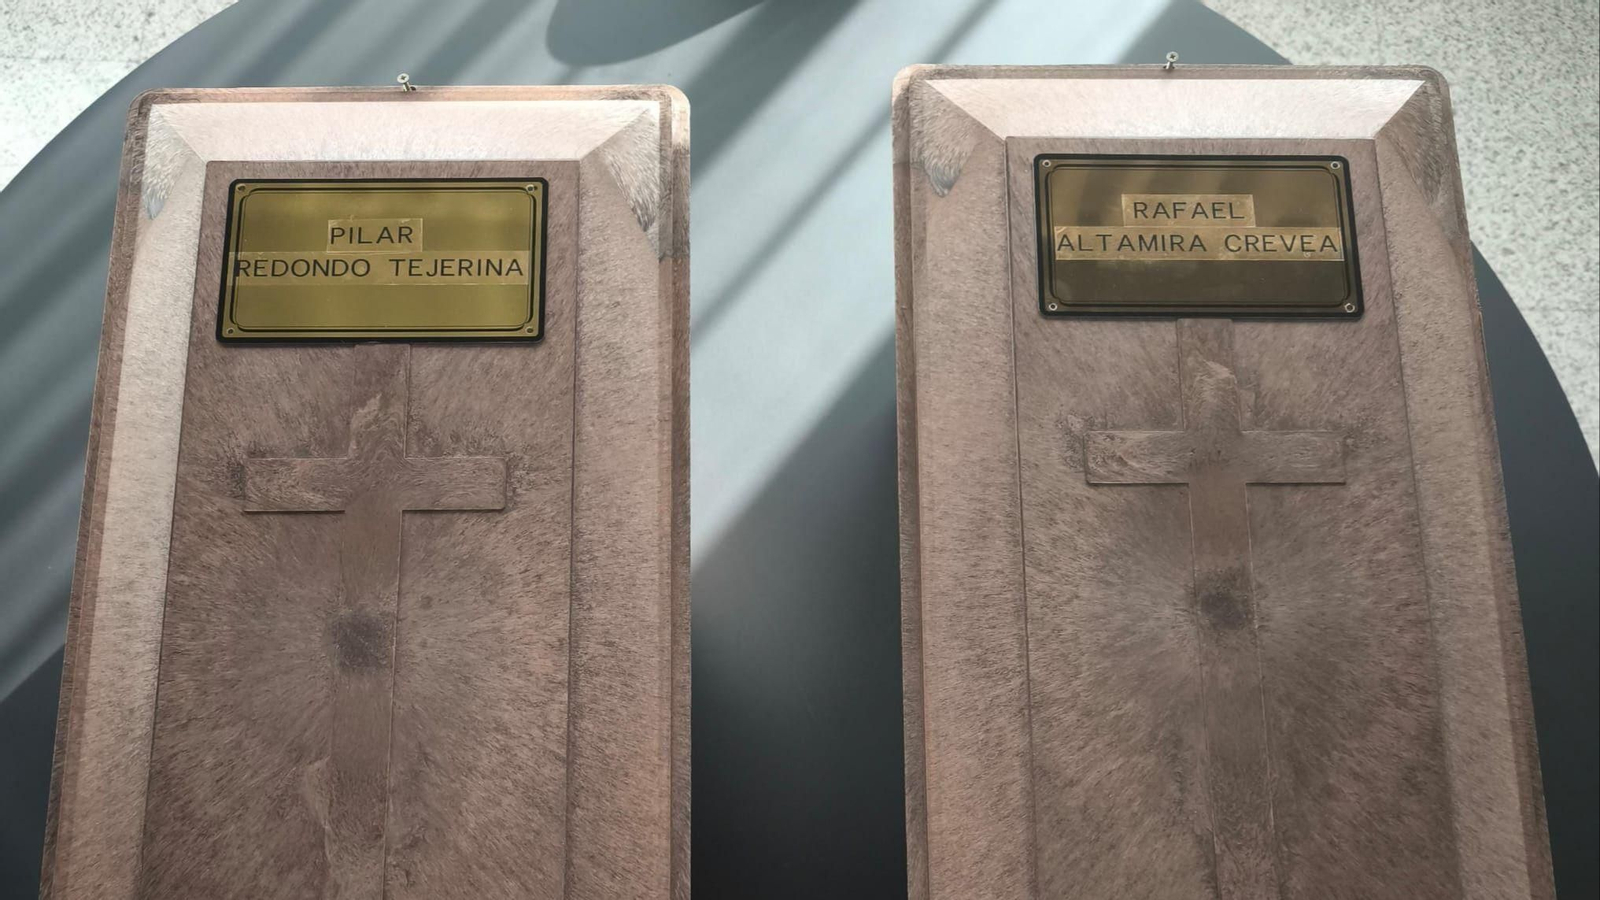 PILAR
REDONDO TEJERINA
RAFAEL
ALTAMIRA CREVEA